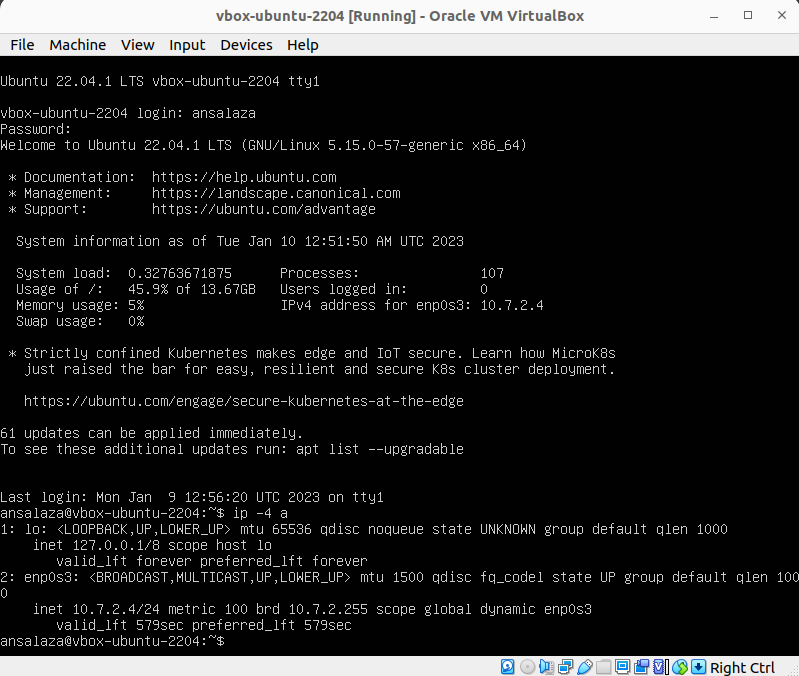 vbox-ubuntu-2204 [Running] - Oracle VM VirtualBox
File Machine View Input Devices Help
Ubuntu 22.04.1 LTS vbox-ubuntu-2204 tty1
vbox-ubuntu-2204 login: ansalaza
Password:
Welcome to Ubuntu 22.04.1 LTS (GNU/Linux 5.15.0-57-generic x86_64)
 * Documentation:  https://help.ubuntu.com
 * Management:     https://landscape.canonical.com
 * Support:        https://ubuntu.com/advantage
  System information as of Tue Jan 10 12:51:50 AM UTC 2023
  System load:  0.32763671875      Processes:               107
  Usage of /:   45.9% of 13.67GB   Users logged in:         0
  Memory usage: 5%                 IPv4 address for enp0s3: 10.7.2.4
  Swap usage:   0%
 * Strictly confined Kubernetes makes edge and IoT secure. Learn how MicroK8s
   just raised the bar for easy, resilient and secure K8s cluster deployment.
   https://ubuntu.com/engage/secure-kubernetes-at-the-edge
61 updates can be applied immediately.
To see these additional updates run: apt list --upgradable
Last login: Mon Jan  9 12:56:20 UTC 2023 on tty1
ansalaza@vbox-ubuntu-2204:~$ ip -4 a
1: lo: <LOOPBACK,UP,LOWER_UP> mtu 65536 qdisc noqueue state UNKNOWN group default qlen 1000
    inet 127.0.0.1/8 scope host lo
       valid_lft forever preferred_lft forever
2: enp0s3: <BROADCAST,MULTICAST,UP,LOWER_UP> mtu 1500 qdisc fq_codel state UP group default qlen 100
0
    inet 10.7.2.4/24 metric 100 brd 10.7.2.255 scope global dynamic enp0s3
       valid_lft 579sec preferred_lft 579sec
ansalaza@vbox-ubuntu-2204:~$
Right Ctrl